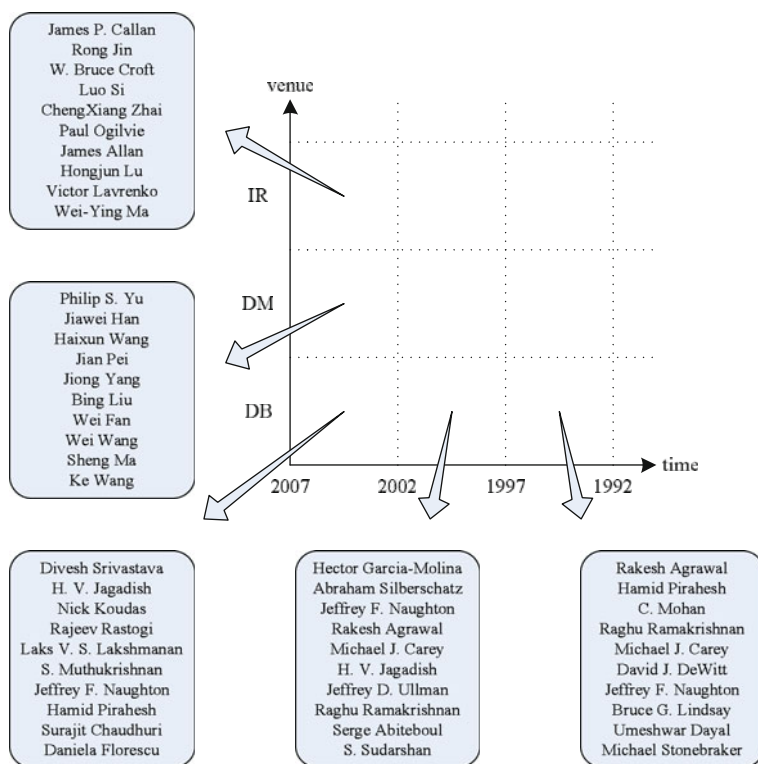 James P. Callan
Rong Jin
W. Bruce Croft
Luo Si
ChengXiang Zhai
Paul Ogilvie
James Allan
Hongjun Lu
Victor Lavrenko
Wei-Ying Ma
venue
IR
DM
DB
2007
2002
1997
1992
time
Philip S. Yu
Jiawei Han
Haixun Wang
Jian Pei
Jiong Yang
Bing Liu
Wei Fan
Wei Wang
Sheng Ma
Ke Wang
Divesh Srivastava
H. V. Jagadish
Nick Koudas
Rajeev Rastogi
Laks V. S. Lakshmanan
S. Muthukrishnan
Jeffrey F. Naughton
Hamid Pirahesh
Surajit Chaudhuri
Daniela Florescu
Hector Garcia-Molina
Abraham Silberschatz
Jeffrey F. Naughton
Rakesh Agrawal
Michael J. Carey
H. V. Jagadish
Jeffrey D. Ullman
Raghu Ramakrishnan
Serge Abiteboul
S. Sudarshan
Rakesh Agrawal
Hamid Pirahesh
C. Mohan
Raghu Ramakrishnan
Michael J. Carey
David J. DeWitt
Jeffrey F. Naughton
Bruce G. Lindsay
Umeshwar Dayal
Michael Stonebraker